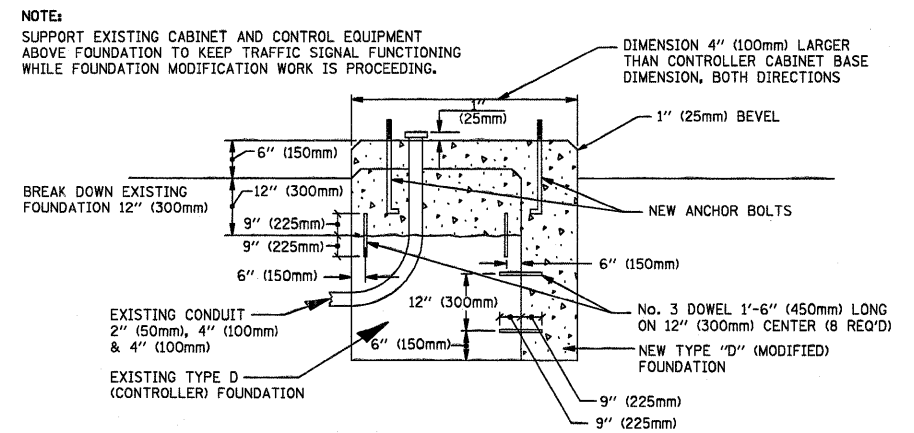 NOTE:
SUPPORT EXISTING CABINET AND CONTROL EQUIPMENT
ABOVE FOUNDATION TO KEEP TRAFFIC SIGNAL FUNCTIONING
WHILE FOUNDATION MODIFICATION WORK IS PROCEEDING.
DIMENSION 4" (100mm) LARGER
THAN CONTROLLER CABINET BASE
DIMENSION, BOTH DIRECTIONS
1"
(25mm)
1" (25mm) BEVEL
6" (150mm)
BREAK DOWN EXISTING
FOUNDATION 12" (300mm)
12" (300mm)
9" (225mm)
9" (225mm)
6" (150mm)
NEW ANCHOR BOLTS
6" (150mm)
12" (300mm)
6" (150mm)
No. 3 DOWEL 1'-6" (450mm) LONG
ON 12" (300mm) CENTER (8 REQ'D)
EXISTING CONDUIT
2" (50mm), 4" (100mm)
& 4" (100mm)
NEW TYPE "D" (MODIFIED)
FOUNDATION
EXISTING TYPE D
(CONTROLLER) FOUNDATION
9" (225mm)
9" (225mm)